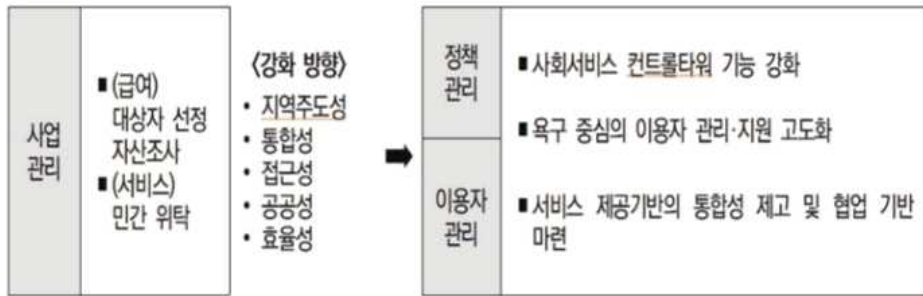 사업
관리
■ (급여)
대상자 선정
자산조사
■ (서비스)
민간 위탁
〈강화 방향〉
• 지역주도성
• 통합성
• 접근성
• 공공성
• 효율성
정책
관리
■ 사회서비스 컨트롤타워 기능 강화
■ 욕구 중심의 이용자 관리·지원 고도화
이용자
관리
■ 서비스 제공기반의 통합성 제고 및 협업 기반
마련